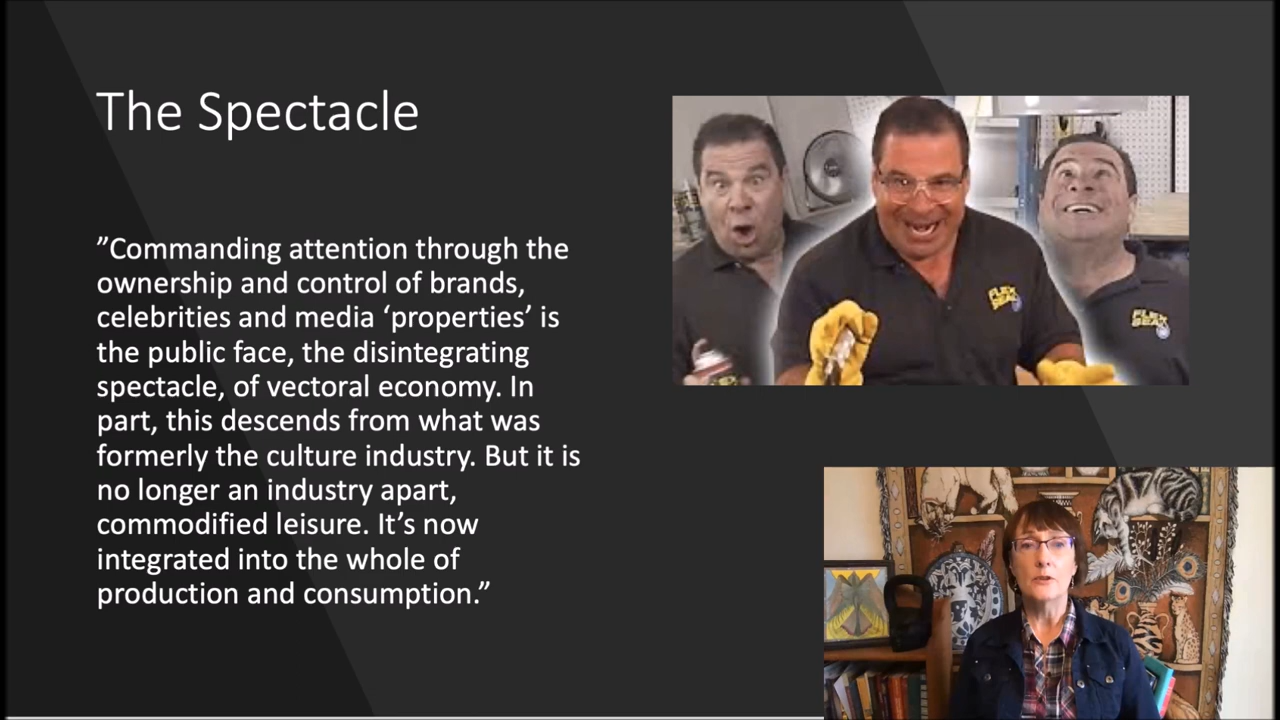 The Spectacle
”Commanding attention through the
ownership and control of brands,
celebrities and media ‘properties’ is
the public face, the disintegrating
spectacle, of vectoral economy. In
part, this descends from what was
formerly the culture industry. But it is
no longer an industry apart,
commodified leisure. It’s now
integrated into the whole of
production and consumption.”
FLEX
SEAL
FLEX
SEAL